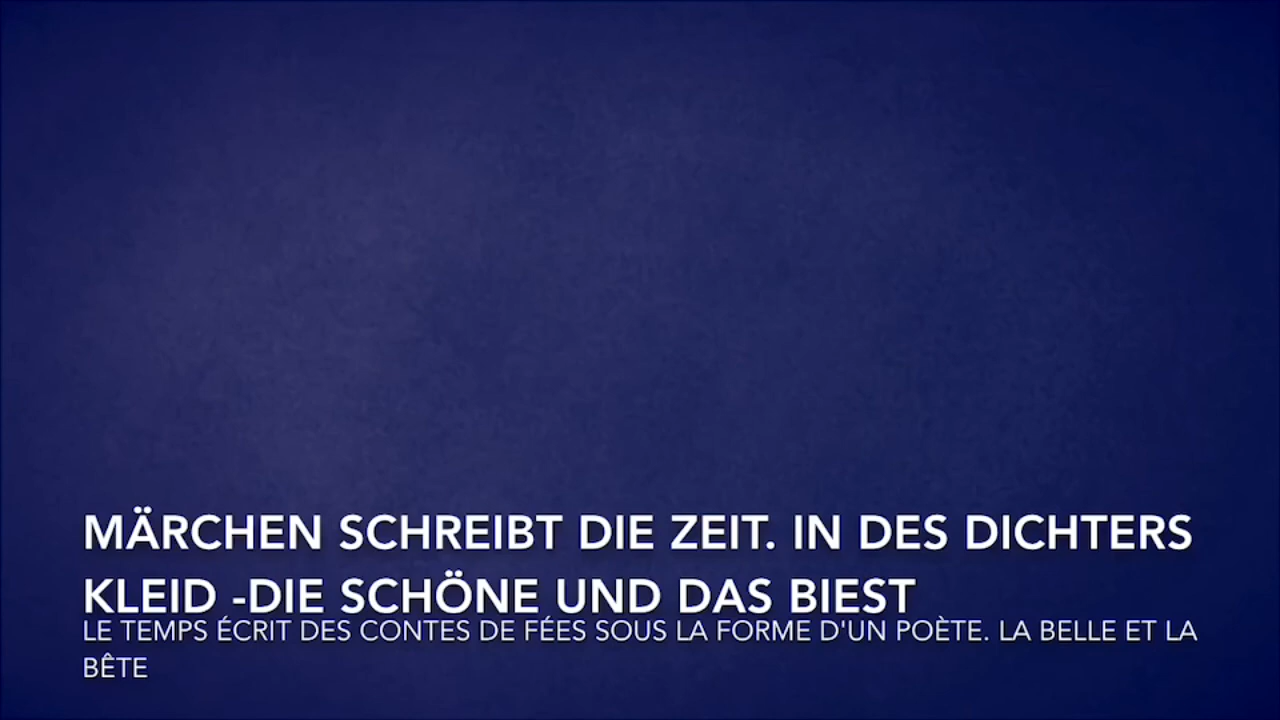 MÄRCHEN SCHREIBT DIE ZEIT. IN DES DICHTERS
KLEID -DIE SCHÖNE UND DAS BIEST
LE TEMPS ÉCRIT DES CONTES DE FÉES SOUS LA FORME D'UN POÈTE. LA BELLE ET LA
BÊTE